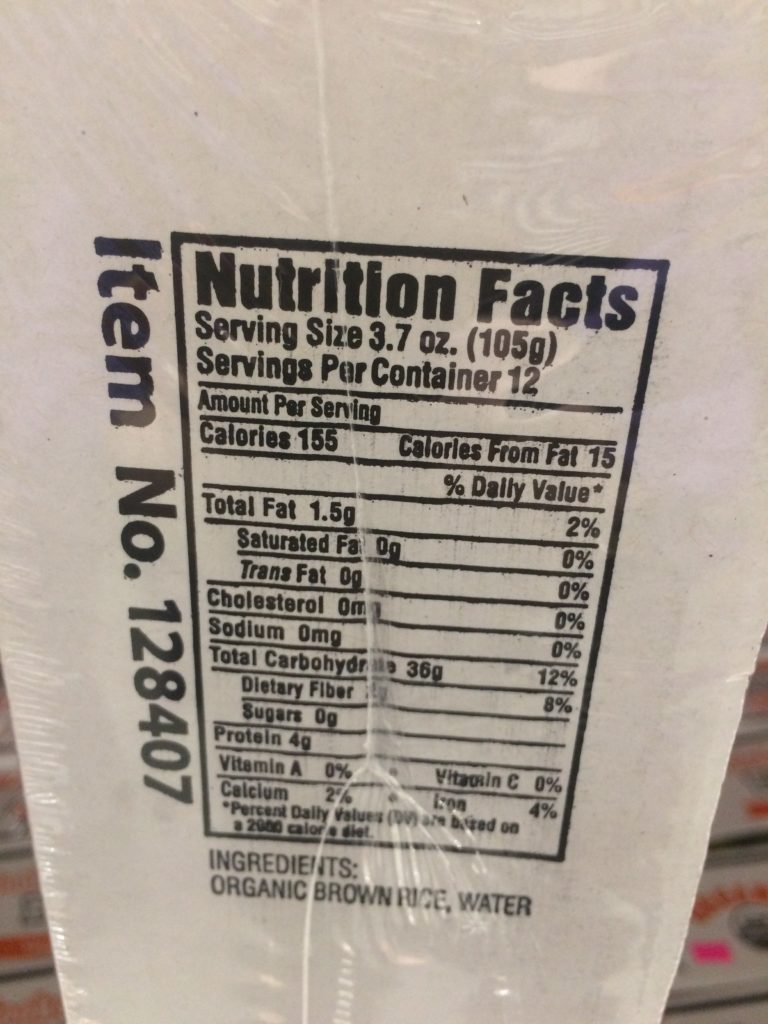 Item No. 128407
Nutrition Facts
Serving Size 3.7 oz. (105g)
Servings Per Container 12
Amount Per Serving
Calories 155 Calories From Fat 15
% Daily Value*
Total Fat 1.5g 2%
Saturated Fat 0g 0%
Trans Fat 0g 0%
Cholesterol 0mg 0%
Sodium 0mg 0%
Total Carbohydrate 36g 12%
Dietary Fiber 8%
Sugars 0g
Protein 4g
Vitamin A 0% • Vitamin C 0%
Calcium 2% • Iron 4%
*Percent Daily Values (DV) are based on
a 2000 calorie diet.
INGREDIENTS:
ORGANIC BROWN RICE, WATER